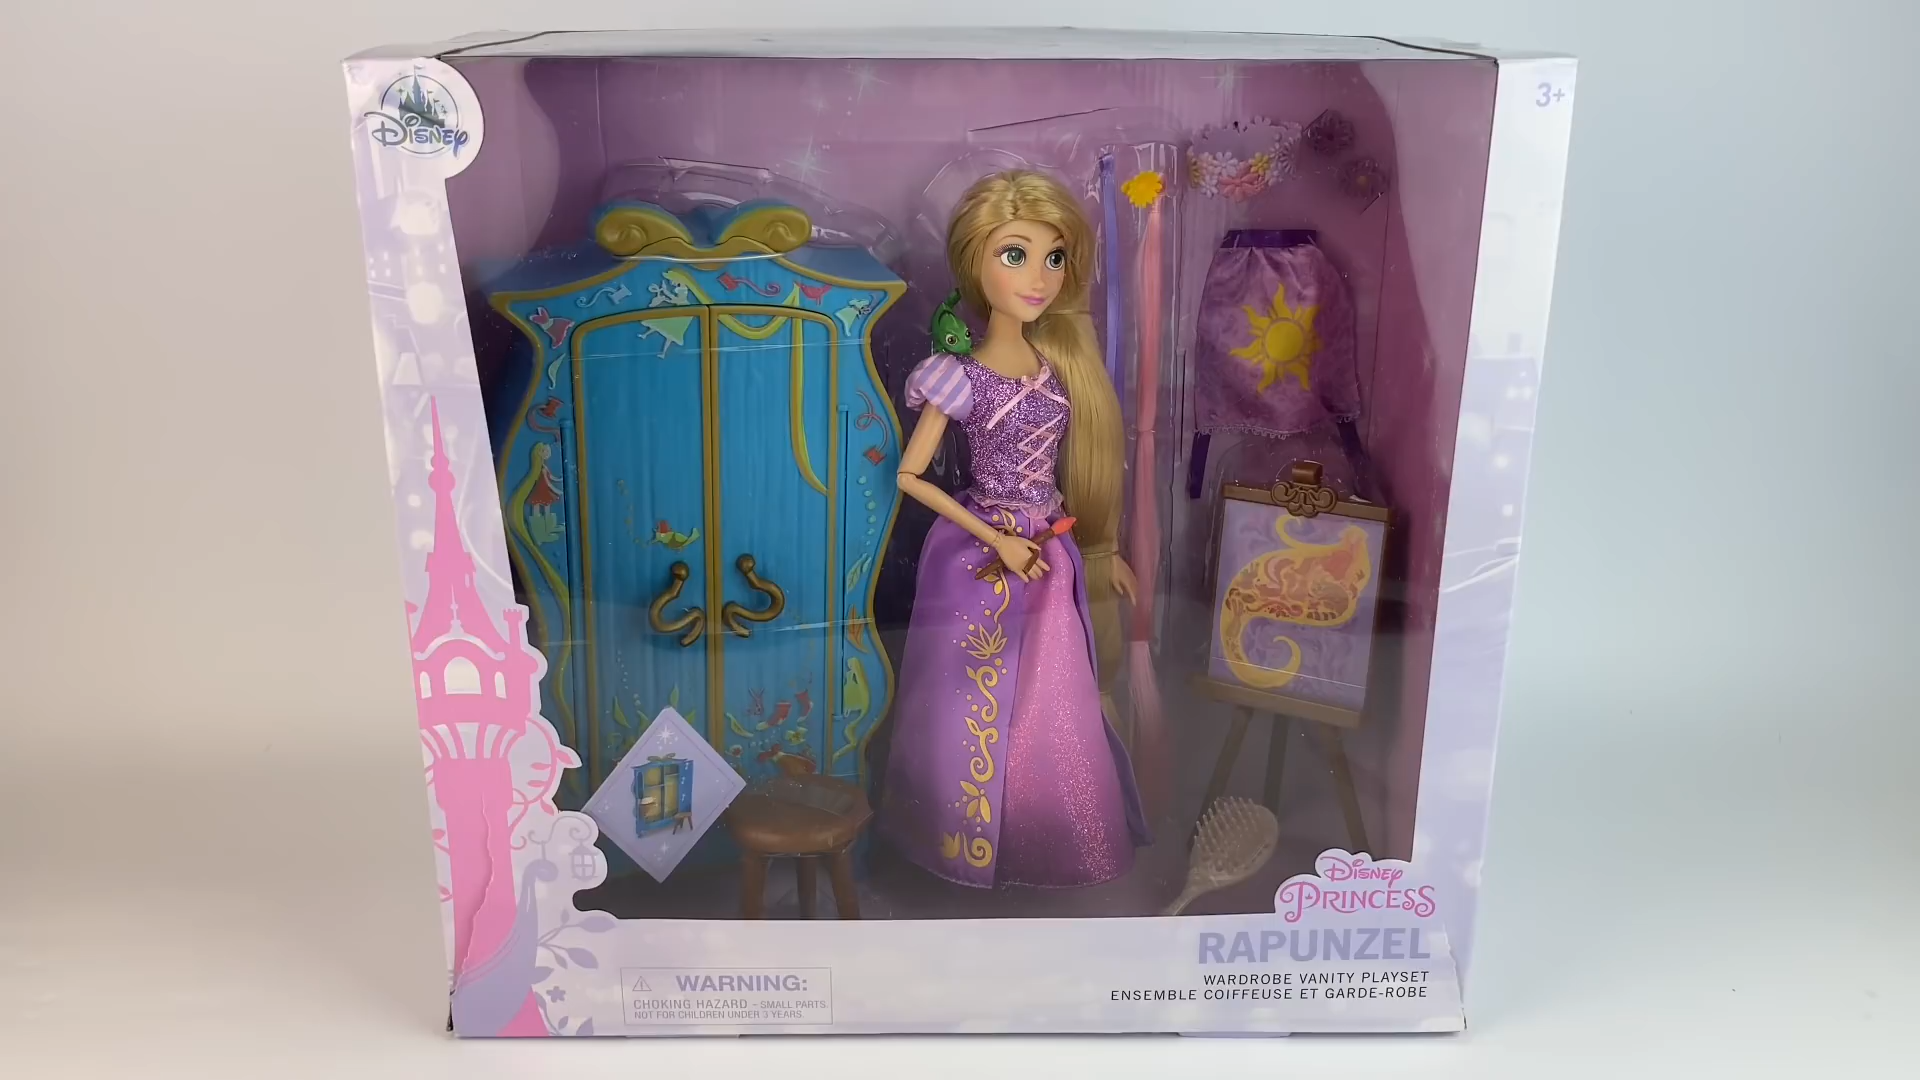 Disney
3+
Disney
PRINCESS
RAPUNZEL
WARDROBE VANITY PLAYSET
ENSEMBLE COIFFEUSE ET GARDE-ROBE
WARNING:
CHOKING HAZARD - SMALL PARTS.
NOT FOR CHILDREN UNDER 3 YEARS.